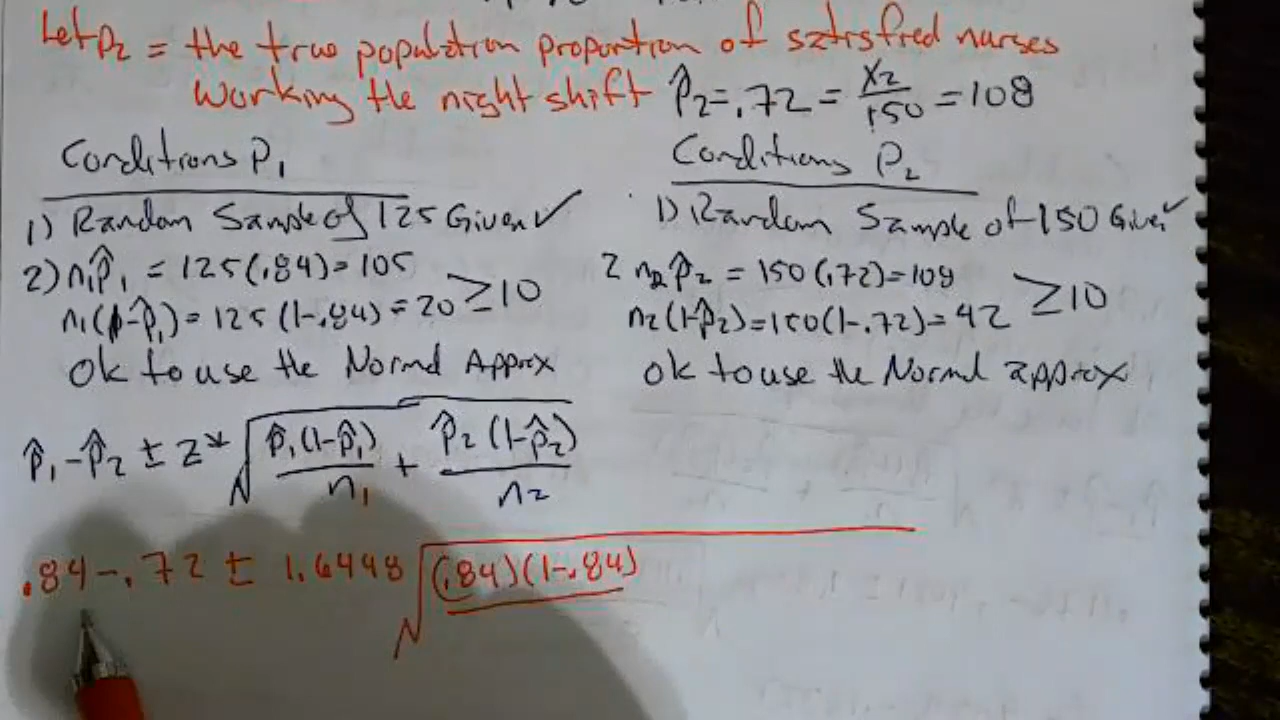 Let p₂ = the true population proportion of satisfied nurses
working the night shift p̂₂ = .72 = x₂/150 = 108
Conditions P₁
1) Random Sample of 125 Given ✓
2) n₁p̂₁ = 125(.84) = 105
n₁(1-p̂₁) = 125(1-.84) = 20 ≥ 10
Ok to use the Normal Approx
Conditions P₂
1) Random Sample of 150 Given ✓
2 n₂p̂₂ = 150(.72) = 108
n₂(1-p̂₂) = 150(1-.72) = 42 ≥ 10
Ok to use the Normal approx
p̂₁ - p̂₂ ± z* √ p̂₁(1-p̂₁)/n₁ + p̂₂(1-p̂₂)/n₂
.84 - .72 ± 1.6448 √ (.84)(1-.84)